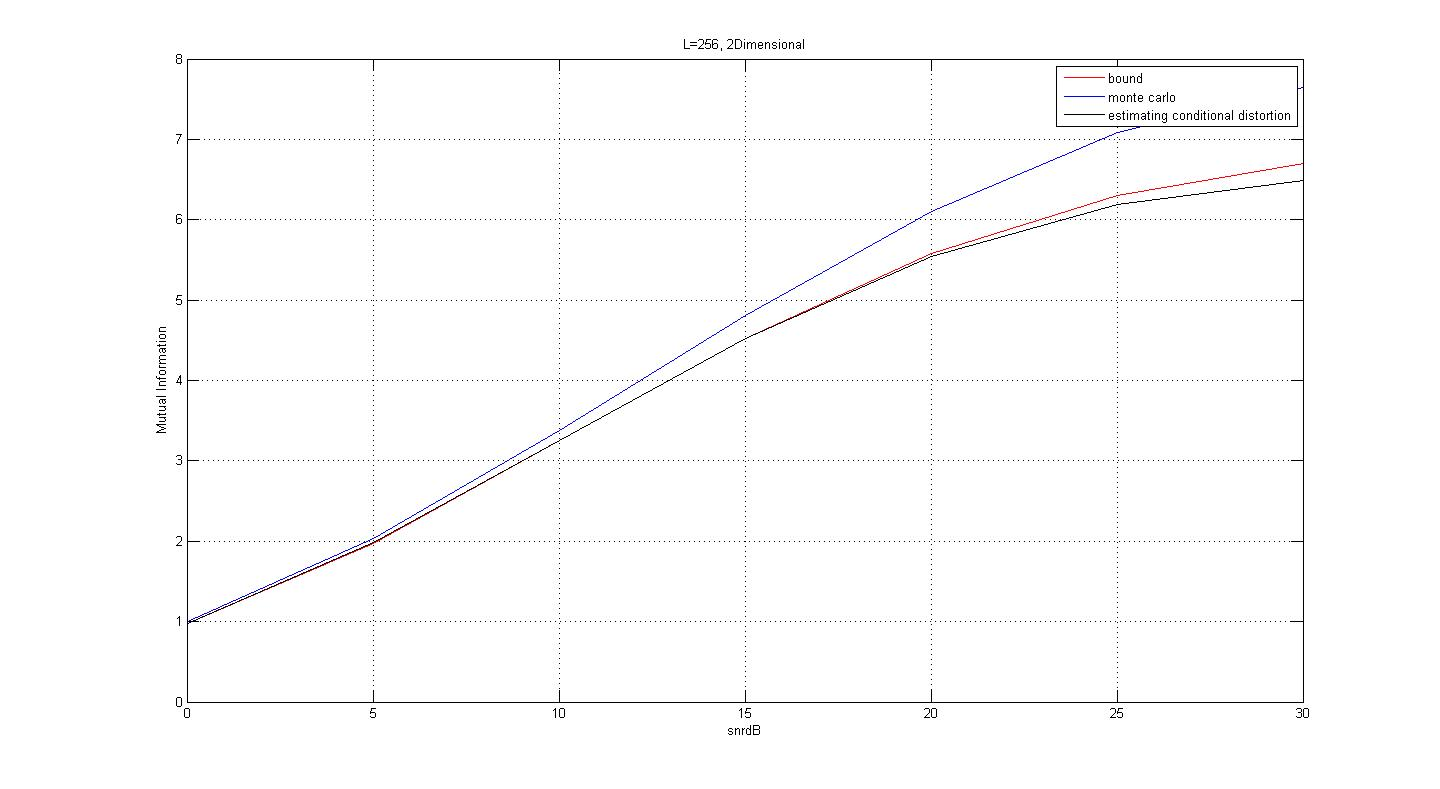 L=256, 2Dimensional
8
7
6
5
4
3
2
1
0
Mutual Information
bound
monte carlo
estimating conditional distortion
0 5 10 15 20 25 30
snrdB